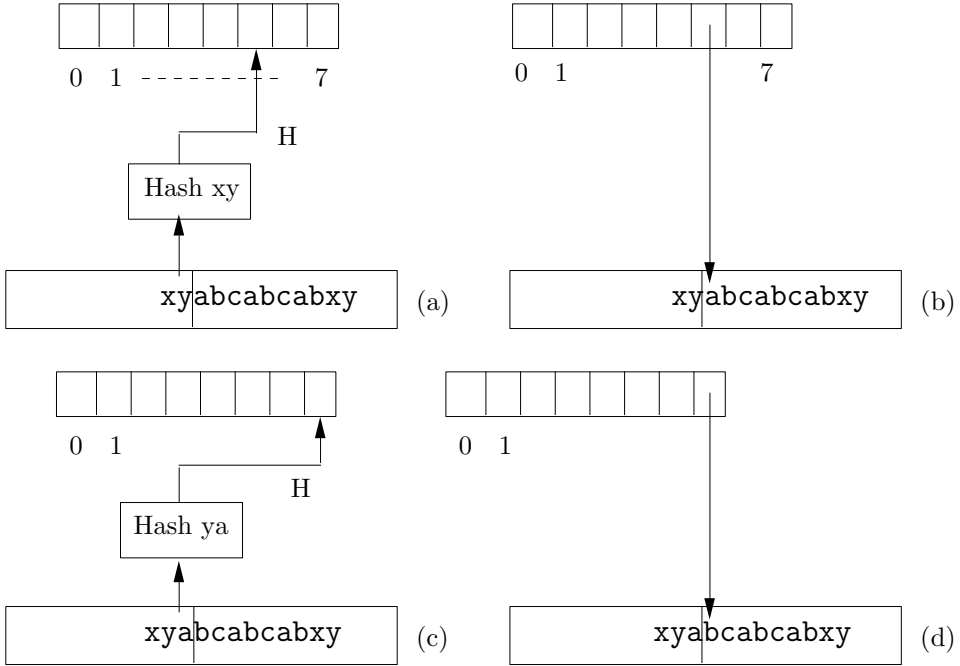 0 1 7
H
Hash xy
xyabcabcabxy (a)
0 1 7
xyabcabcabxy (b)
0 1
H
Hash ya
xyabcabcabxy (c)
0 1
xyabcabcabxy (d)